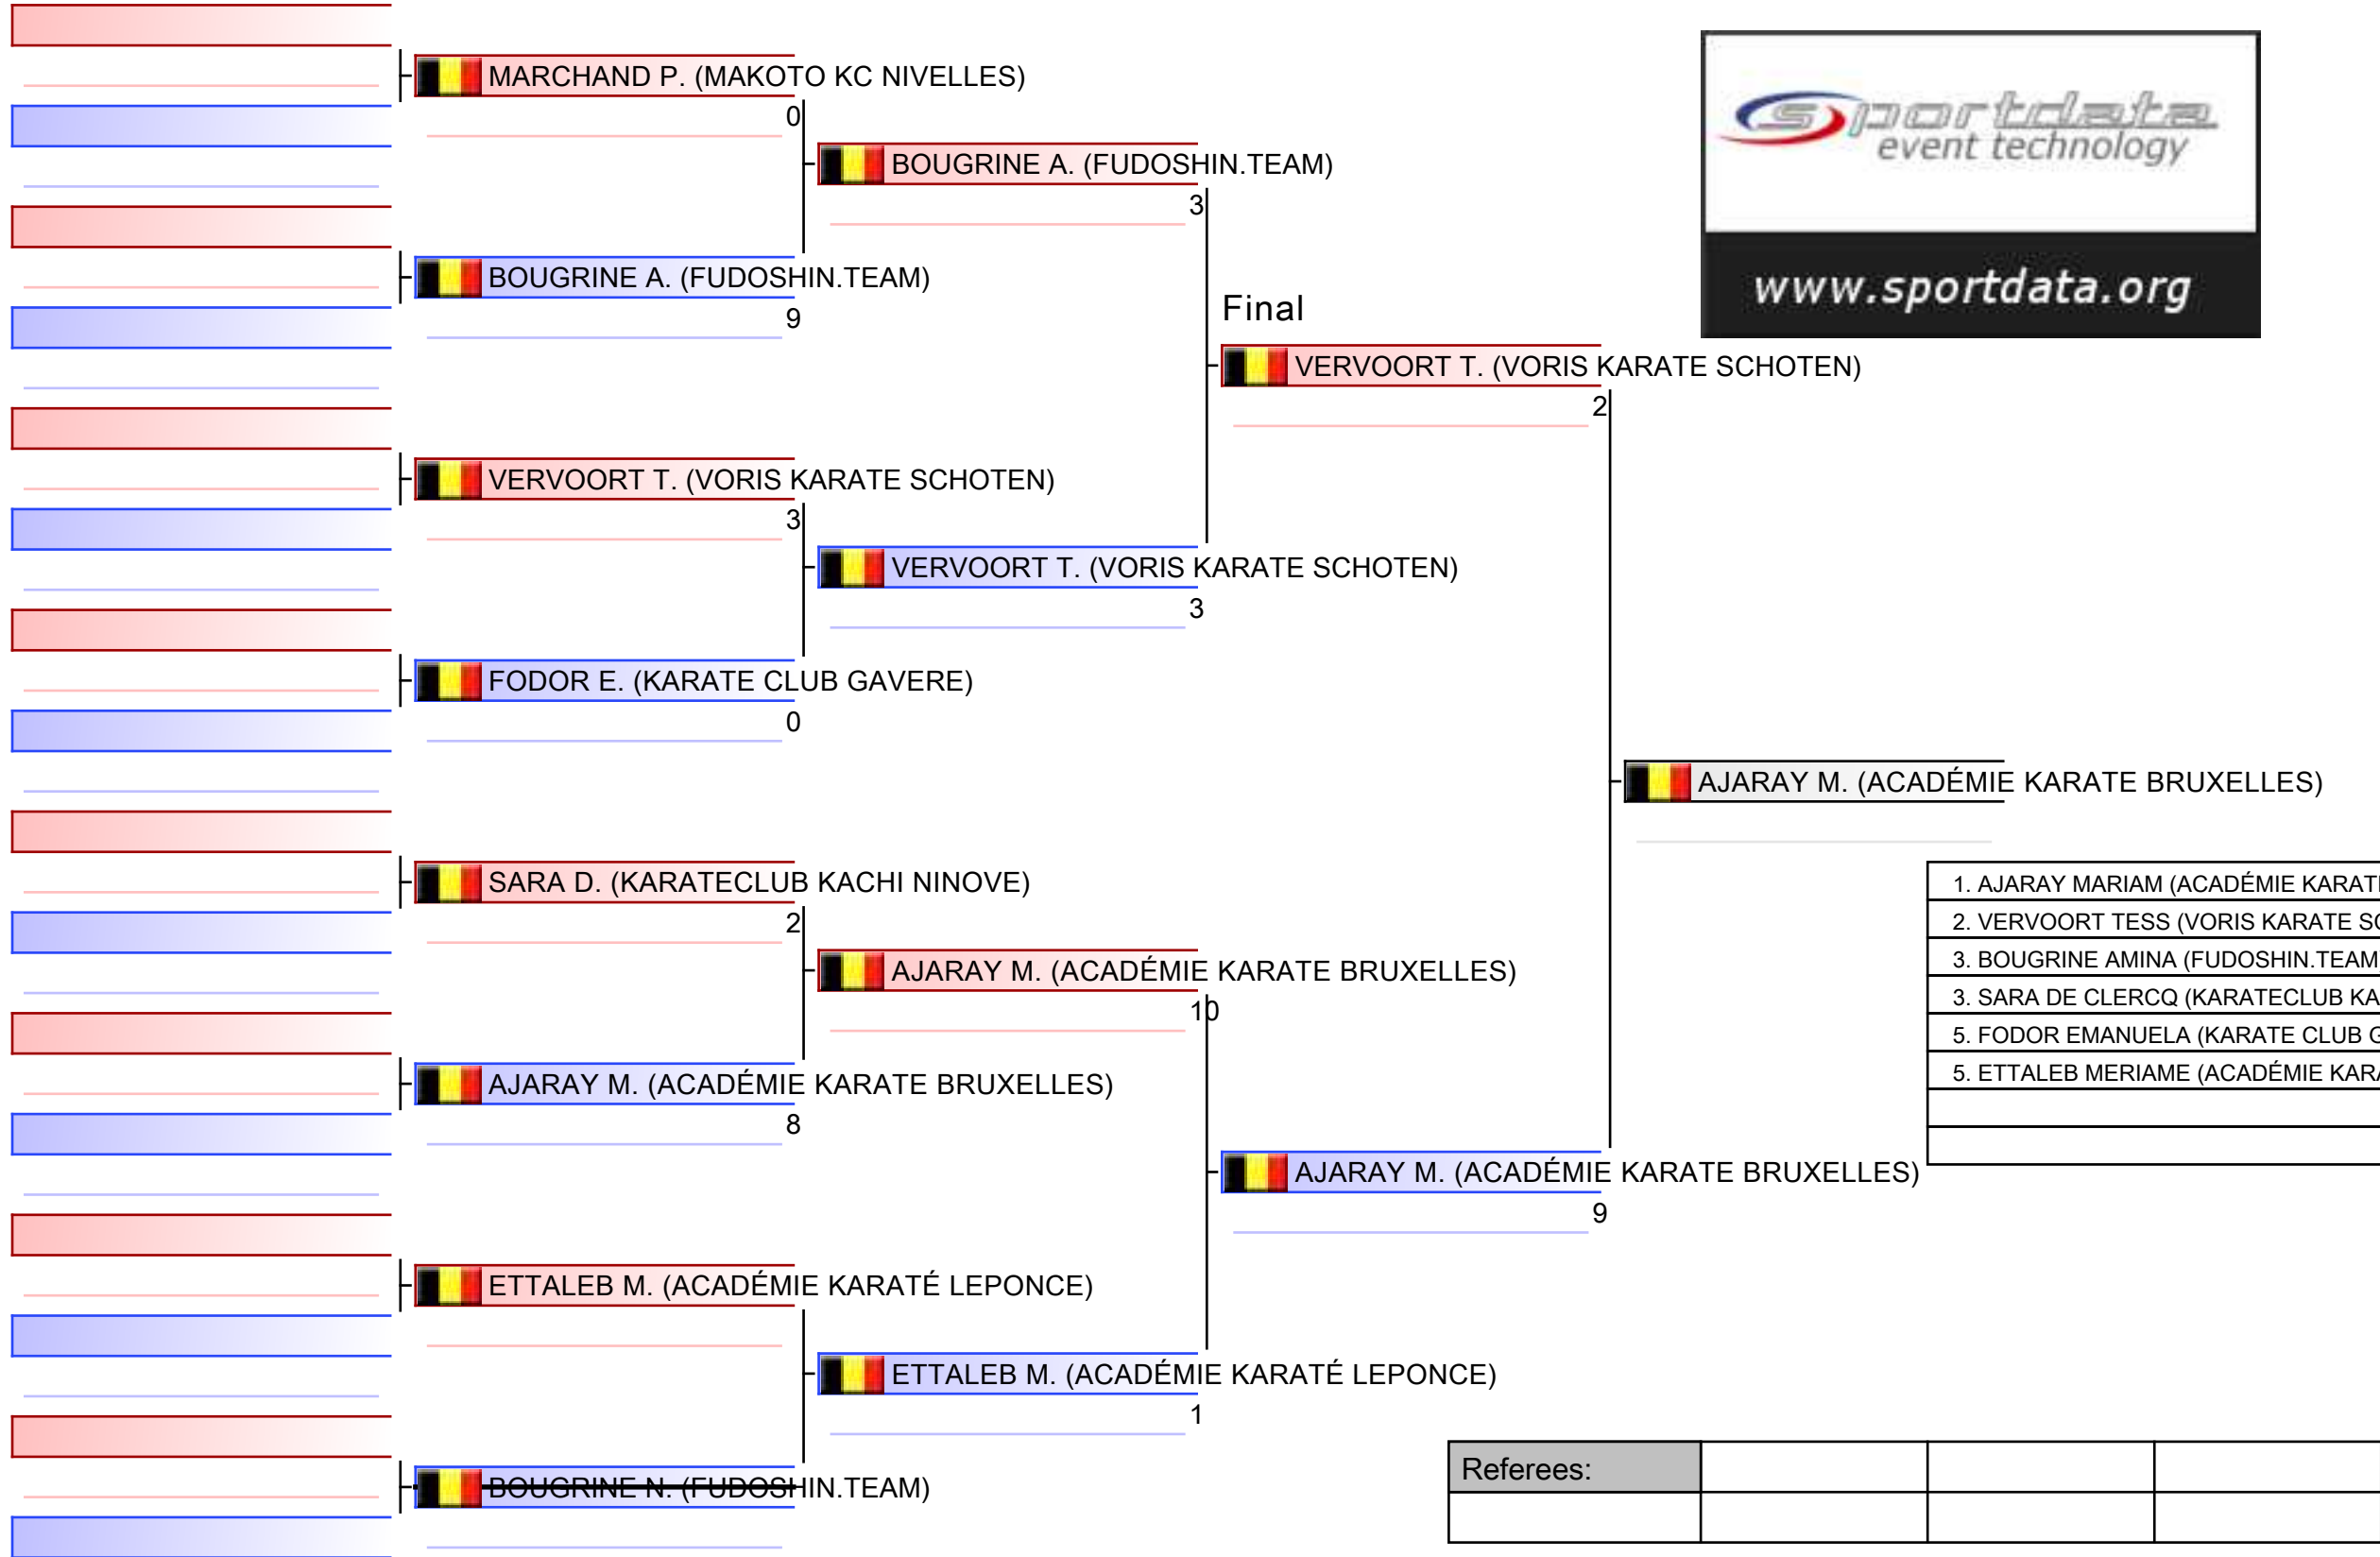 MARCHAND P. (MAKOTO KC NIVELLES)
0
BOUGRINE A. (FUDOSHIN.TEAM)
3
BOUGRINE A. (FUDOSHIN.TEAM)
9
Final
VERVOORT T. (VORIS KARATE SCHOTEN)
2
VERVOORT T. (VORIS KARATE SCHOTEN)
3
VERVOORT T. (VORIS KARATE SCHOTEN)
3
FODOR E. (KARATE CLUB GAVERE)
0
AJARAY M. (ACADÉMIE KARATE BRUXELLES)
SARA D. (KARATECLUB KACHI NINOVE)
2
AJARAY M. (ACADÉMIE KARATE BRUXELLES)
10
AJARAY M. (ACADÉMIE KARATE BRUXELLES)
8
AJARAY M. (ACADÉMIE KARATE BRUXELLES)
9
ETTALEB M. (ACADÉMIE KARATÉ LEPONCE)
ETTALEB M. (ACADÉMIE KARATÉ LEPONCE)
1
BOUGRINE N. (FUDOSHIN.TEAM)
sportdata
event technology
www.sportdata.org
1. AJARAY MARIAM (ACADÉMIE KARAT
2. VERVOORT TESS (VORIS KARATE S
3. BOUGRINE AMINA (FUDOSHIN.TEAM
3. SARA DE CLERCQ (KARATECLUB KA
5. FODOR EMANUELA (KARATE CLUB G
5. ETTALEB MERIAME (ACADÉMIE KAR
Referees: